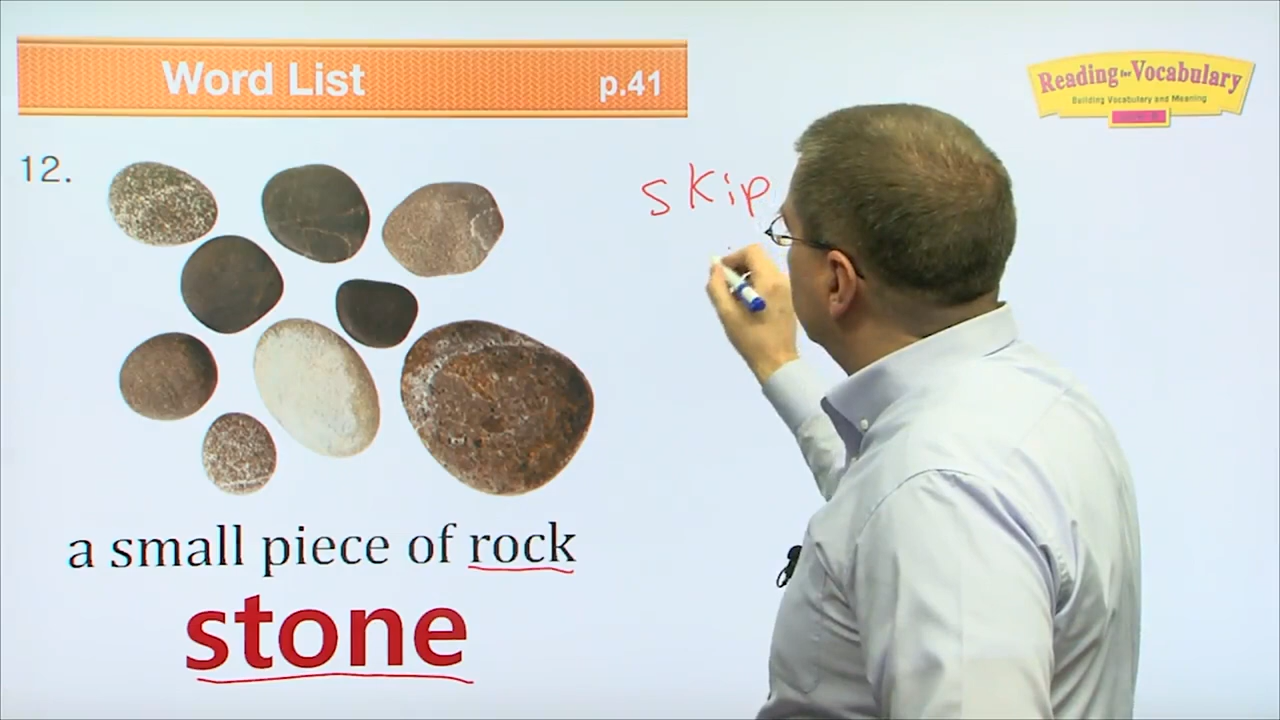 Word List
p.41
Reading for Vocabulary
Building Vocabulary and Meaning
12.
skip
a small piece of rock
stone